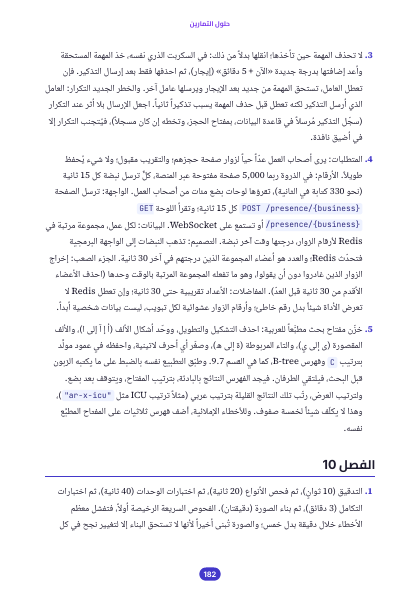 حلول التمارين
3. لا تحذف المهمة حين تأخذها؛ انقلها بدلاً من ذلك: في السكربت الذري نفسه، خذ المهمة المستحقة
وأعد إضافتها بدرجة جديدة «الآن + 5 دقائق» (إيجار)، ثم احذفها فقط بعد إرسال التذكير. فإن
تعطل العامل، تستحق المهمة من جديد بعد الإيجار ويرسلها عامل آخر. والخطر الجديد التكرار: العامل
الذي أرسل التذكير لكنه تعطل قبل حذف المهمة يسبب تذكيراً ثانياً. اجعل الإرسال بلا أثر عند التكرار
(سجّل التذكير مُرسلاً في قاعدة البيانات، بمفتاح الحجز، وتخطه إن كان مسجلاً)، فيُتجنب التكرار إلا
في أضيق نافذة.
4. المتطلبات: يرى أصحاب العمل عدّاً حياً لزوار صفحة حجزهم؛ والتقريب مقبول؛ ولا شيء يُحفظ
طويلاً. الأرقام: في الذروة ربما 5,000 صفحة مفتوحة عبر المنصة، كلٌّ ترسل نبضة كل 15 ثانية
(نحو 330 كتابة في الثانية)، تقرؤها لوحات بضع مئات من أصحاب العمل. الواجهة: ترسل الصفحة
POST /presence/{business} كل 15 ثانية؛ وتقرأ اللوحة GET
/presence/{business} أو تستمع على WebSocket. البيانات: لكل عمل، مجموعة مرتبة في
Redis لأرقام الزوار، درجتها وقت آخر نبضة. التصميم: تذهب النبضات إلى الواجهة البرمجية
فتحدّث Redis؛ والعدد هو أعضاء المجموعة الذين درجتهم في آخر 30 ثانية. الجزء الصعب: إخراج
الزوار الذين غادروا دون أن يقولوا، وهو ما تفعله المجموعة المرتبة بالوقت وحدها (احذف الأعضاء
الأقدم من 30 ثانية قبل العدّ). المفاضلات: الأعداد تقريبية حتى 30 ثانية؛ وإن تعطل Redis لا
تعرض الأداة شيئاً بدل رقم خاطئ؛ وأرقام الزوار عشوائية لكل تبويب، ليست بيانات شخصية أبداً.
5. خزّن مفتاح بحث مطبّعاً للعربية: احذف التشكيل والتطويل، ووحّد أشكال الألف (أ إ آ إلى ا)، والألف
المقصورة (ى إلى ي)، والتاء المربوطة (ة إلى ه)، وصغّر أي أحرف لاتينية، واحفظه في عمود مولّد
بترتيب C وفهرس B-tree، كما في القسم 9.7. وطبّق التطبيع نفسه بالضبط على ما يكتبه الزبون
قبل البحث، فيلتقي الطرفان. فيجد الفهرس النتائج بالبادئة، بترتيب المفتاح، ويتوقف بعد بضع.
ولترتيب العرض، رتّب تلك النتائج القليلة بترتيب عربي (مثلاً ترتيب ICU مثل "ar-x-icu")،
وهذا لا يكلّف شيئاً لخمسة صفوف. وللأخطاء الإملائية، أضف فهرس ثلاثيات على المفتاح المطبّع
نفسه.
الفصل 10
1. التدقيق (10 ثوانٍ)، ثم فحص الأنواع (20 ثانية)، ثم اختبارات الوحدات (40 ثانية)، ثم اختبارات
التكامل (3 دقائق)، ثم بناء الصورة (دقيقتان). الفحوص السريعة الرخيصة أولاً، فتفشل معظم
الأخطاء خلال دقيقة بدل خمس؛ والصورة تُبنى أخيراً لأنها لا تستحق البناء إلا لتغيير نجح في كل
182